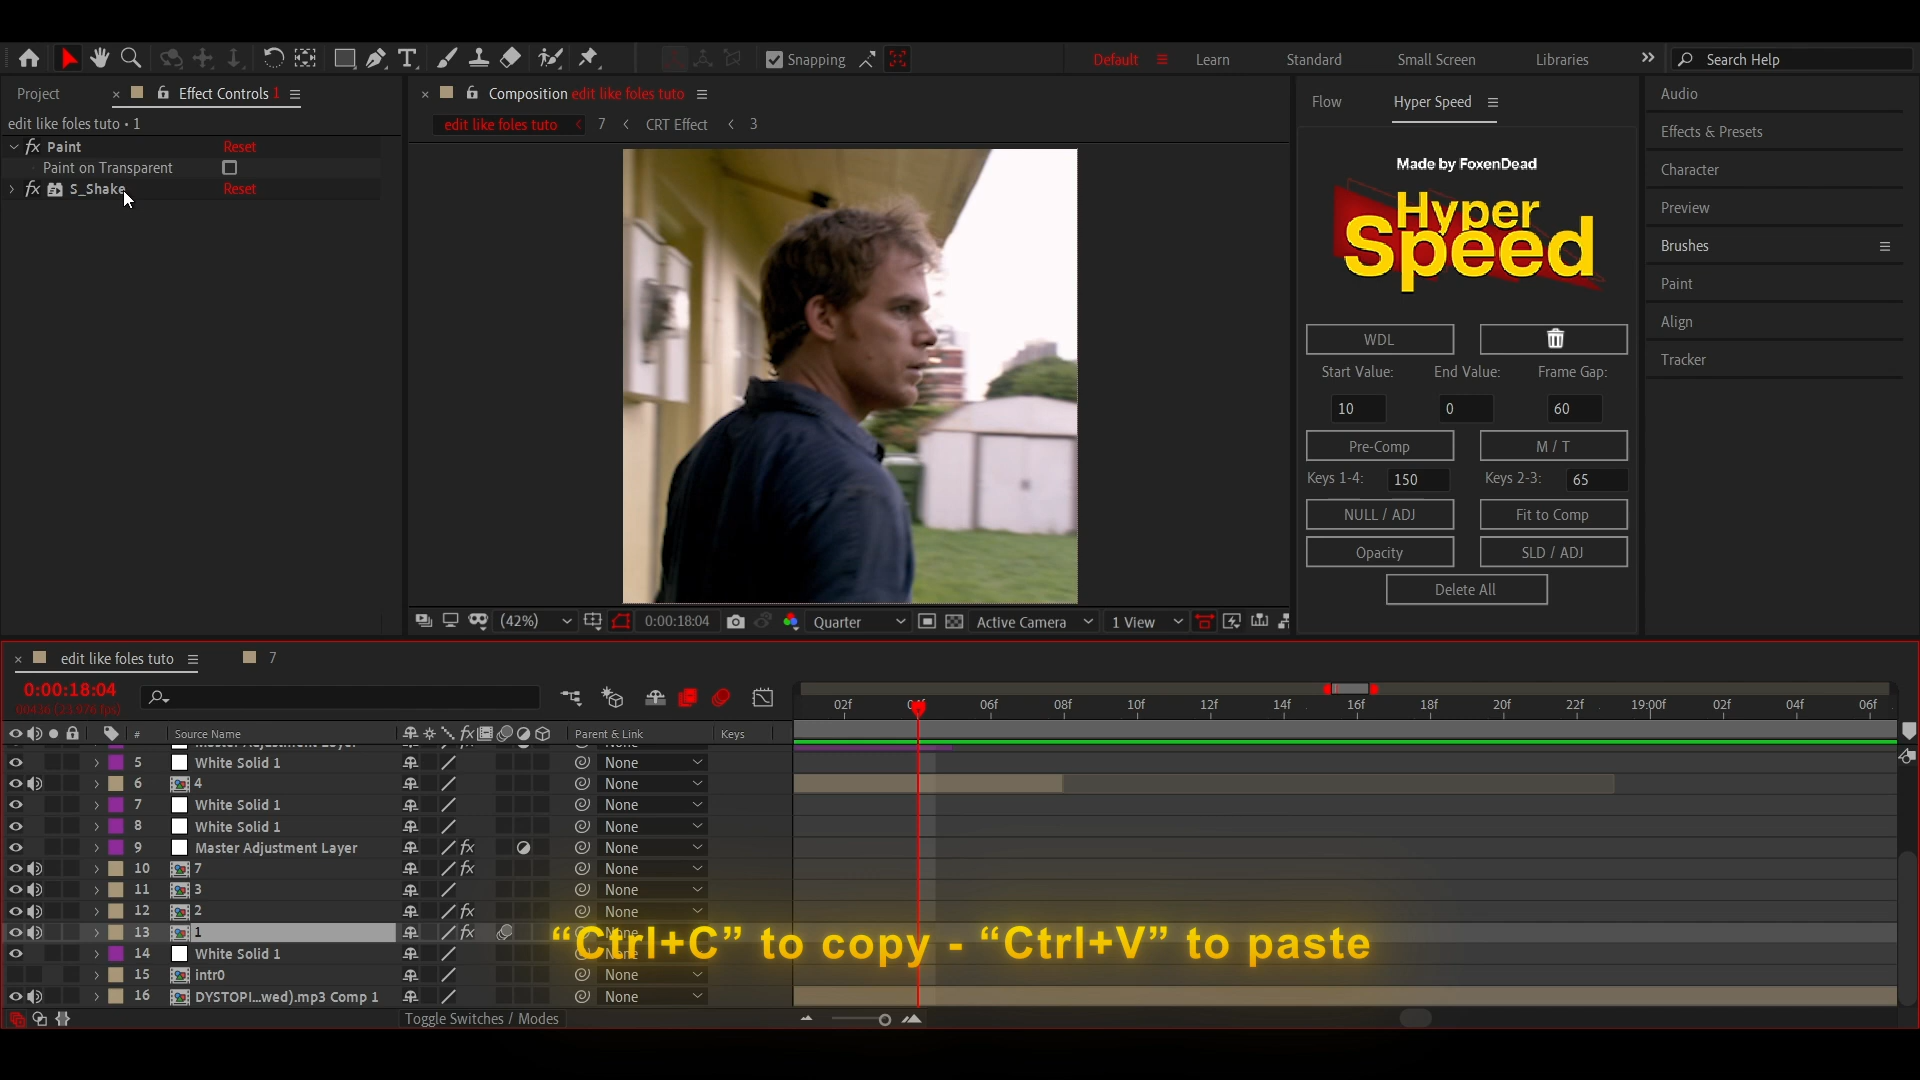 T
Snapping
Default
Learn
Standard
Small Screen
Libraries
Search Help
Project
Effect Controls 1
Composition edit like foles tuto
Flow
Hyper Speed
Audio
edit like foles tuto • 1
edit like foles tuto
7
CRT Effect
3
Effects & Presets
fx Paint
Reset
Made by FoxenDead
Paint on Transparent
Character
fx S_Shake
Reset
Hyper
Speed
Preview
Brushes
Paint
Align
WDL
Tracker
Start Value:
End Value:
Frame Gap:
10
0
60
Pre-Comp
M / T
Keys 1-4:
150
Keys 2-3:
65
NULL / ADJ
Fit to Comp
Opacity
SLD / ADJ
Delete All
(42%)
0:00:18:04
Quarter
Active Camera
1 View
edit like foles tuto
7
0:00:18:04
02f
06f
08f
10f
12f
14f
16f
18f
20f
22f
19:00f
02f
04f
06f
#
Source Name
fx
Parent & Link
Keys
5 White Solid 1 None
6 4 None
7 White Solid 1 None
8 White Solid 1 None
9 Master Adjustment Layer fx None
10 7 fx None
11 3 None
12 2 fx None
13 1 fx None
“Ctrl+C” to copy - “Ctrl+V” to paste
14 White Solid 1
15 intr0 None
16 DYSTOPI...wed).mp3 Comp 1 None
Toggle Switches / Modes